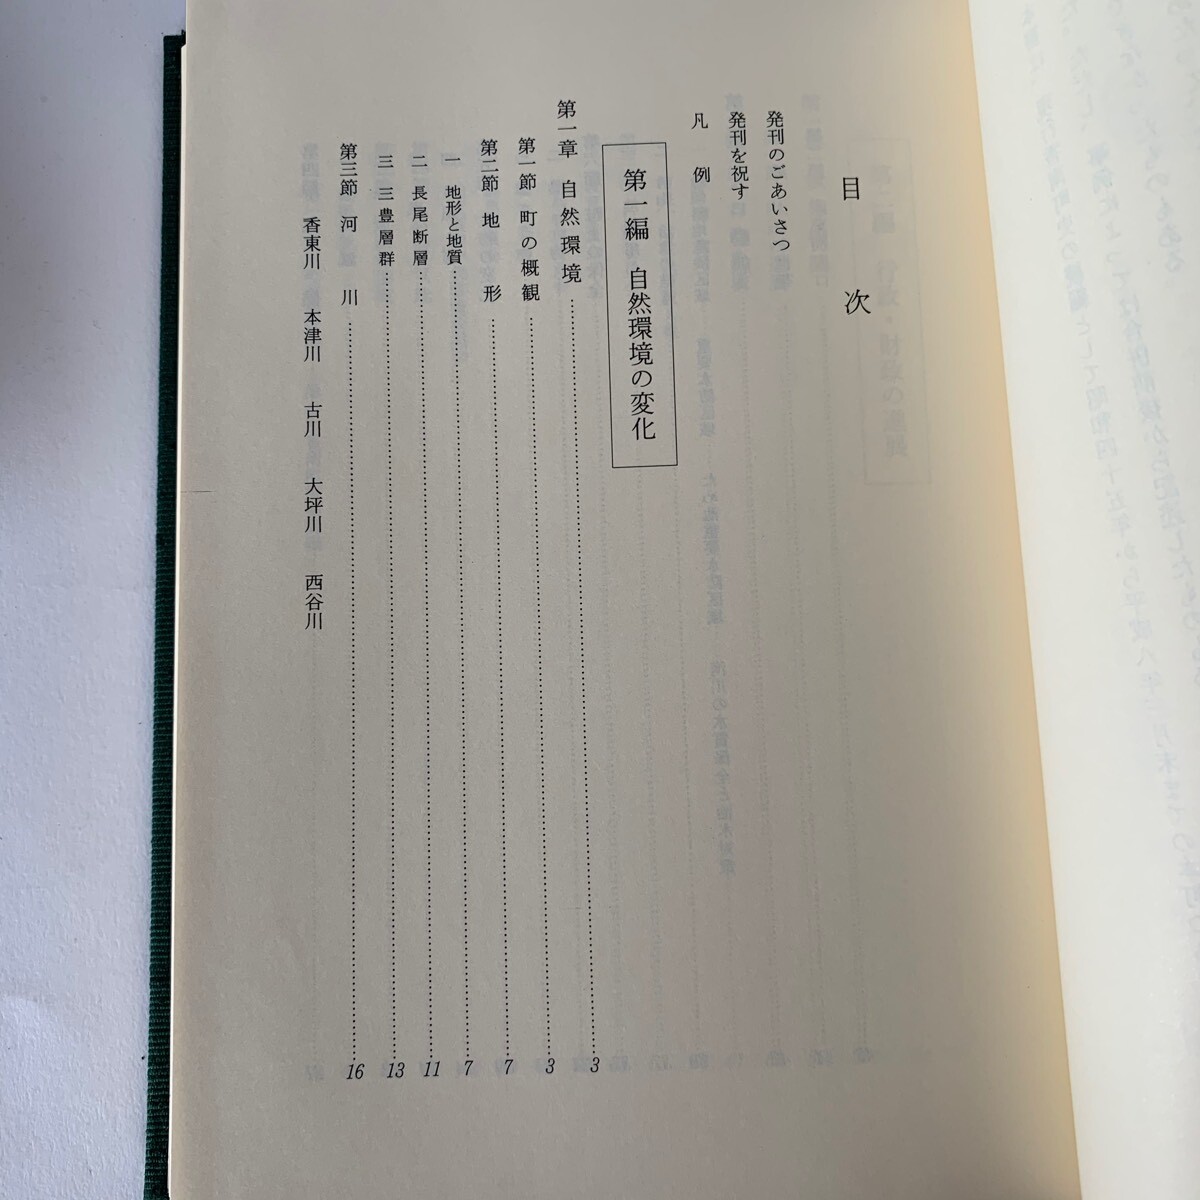 目次
発刊のごあいさつ
発刊を祝す
凡例
第一編 自然環境の変化
第一章 自然環境……3
第一節 町の概観……3
第二節 地形……7
一 地形と地質……7
二 長尾断層……11
三 三豊層群……13
第三節 河川……16
香東川 本津川 古川 大坪川 西谷川